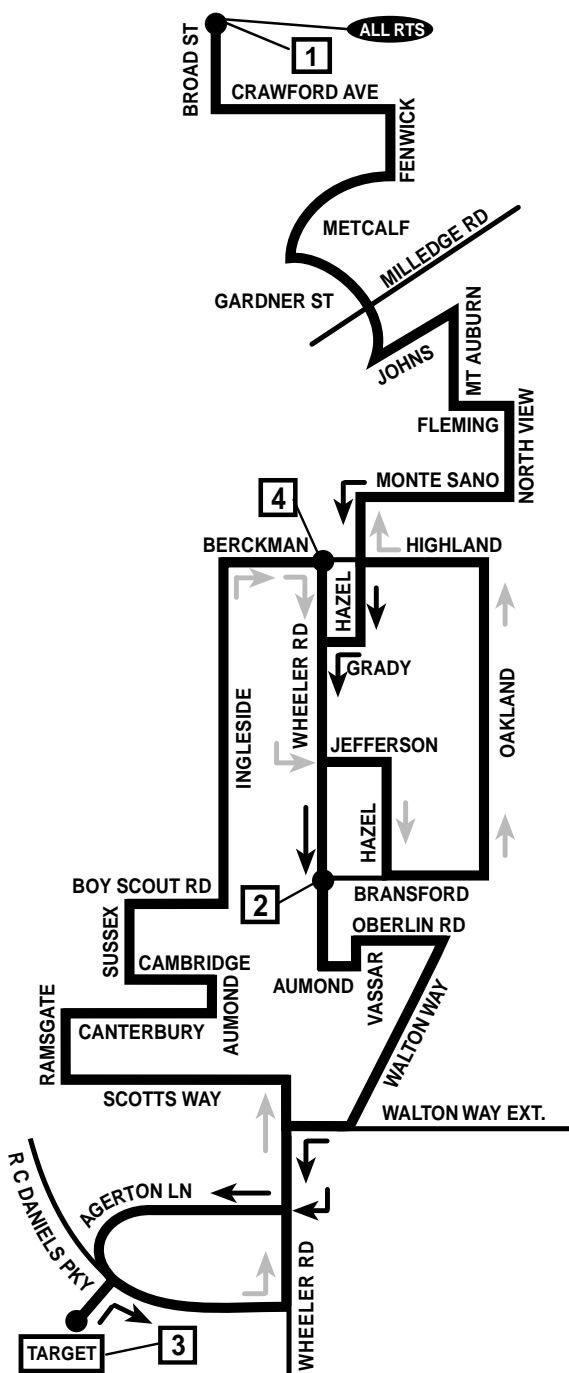 ALL RTS
BROAD ST
1
CRAWFORD AVE
FENWICK
METCALF
MILLEDGE RD
GARDNER ST
JOHNS
MT AUBURN
FLEMING
NORTH VIEW
MONTE SANO
4
BERCKMAN
HIGHLAND
HAZEL
WHEELER RD
GRADY
INGLESIDE
OAKLAND
JEFFERSON
HAZEL
BOY SCOUT RD
2
BRANSFORD
SUSSEX
OBERLIN RD
CAMBRIDGE
AUMOND
AUMOND
VASSAR
RAMSGATE
CANTERBURY
WALTON WAY
SCOTTS WAY
WALTON WAY EXT.
R C DANIELS PKY
AGERTON LN
WHEELER RD
TARGET
3